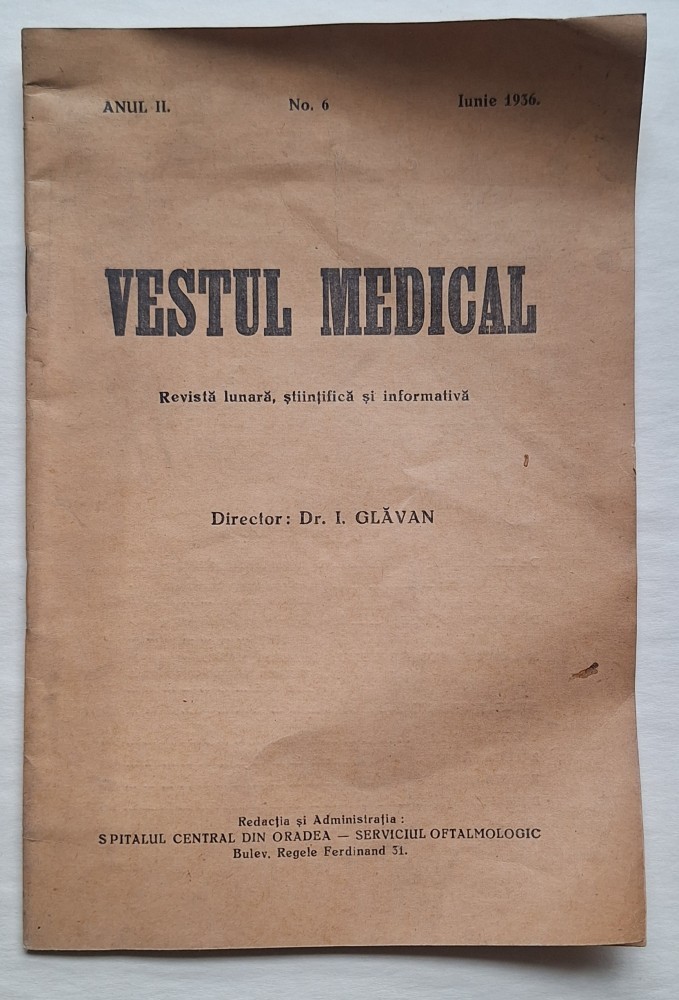 ANUL II. No. 6 Iunie 1936.
VESTUL MEDICAL
Revistă lunară, științifică și informativă
Director: Dr. I. GLĂVAN
Redacția și Administrația:
SPITALUL CENTRAL DIN ORADEA — SERVICIUL OFTALMOLOGIC
Bulev. Regele Ferdinand 31.